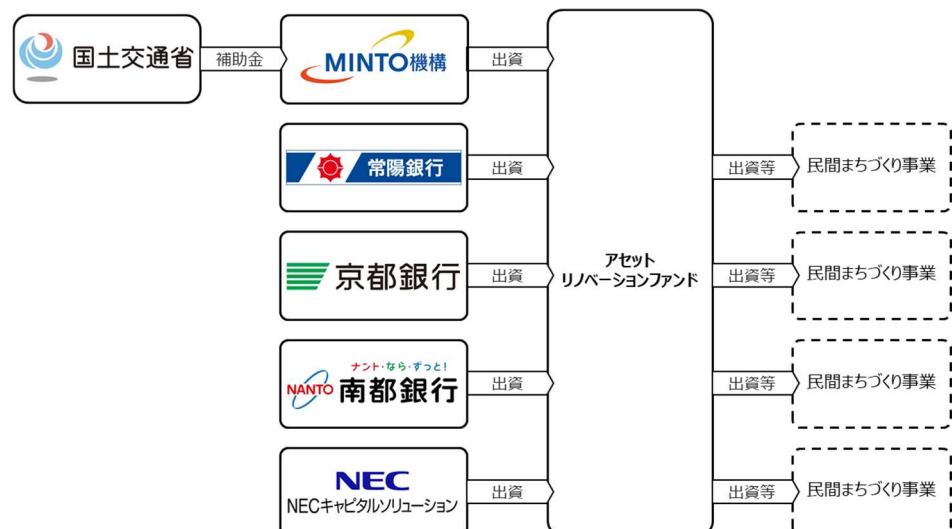 国土交通省
補助金
MINTO機構
出資
常陽銀行
出資
京都銀行
出資
ナント・なら・ずっと!
NANTO 南都銀行
出資
NEC
NECキャピタルソリューション
出資
アセット
リノベーションファンド
出資等
民間まちづくり事業
出資等
民間まちづくり事業
出資等
民間まちづくり事業
出資等
民間まちづくり事業